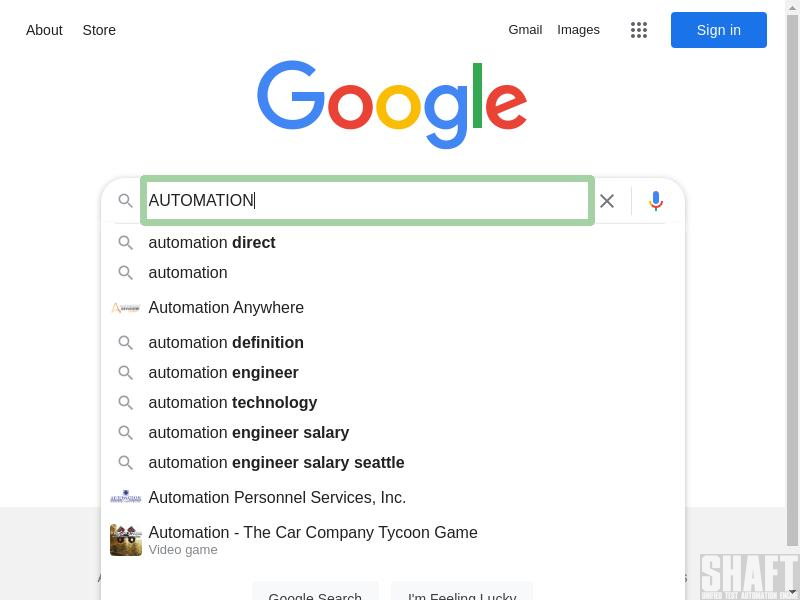 About Store Gmail Images Sign in
Google
AUTOMATION
automation direct
automation
Automation Anywhere
automation definition
automation engineer
automation technology
automation engineer salary
automation engineer salary seattle
Automation Personnel Services, Inc.
Automation - The Car Company Tycoon Game
Video game
Google Search I'm Feeling Lucky
SHAFT